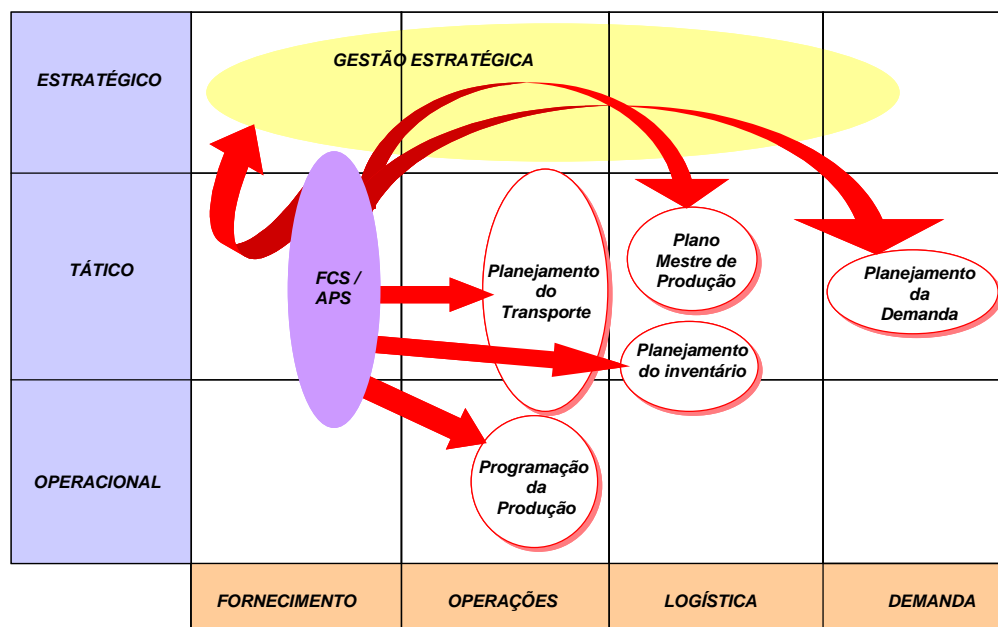 GESTÃO ESTRATÉGICA
ESTRATÉGICO
TÁTICO
FCS /
APS
Planejamento
do
Transporte
Plano
Mestre de
Produção
Planejamento
da
Demanda
Planejamento
do inventário
OPERACIONAL
Programação
da
Produção
FORNECIMENTO
OPERAÇÕES
LOGÍSTICA
DEMANDA